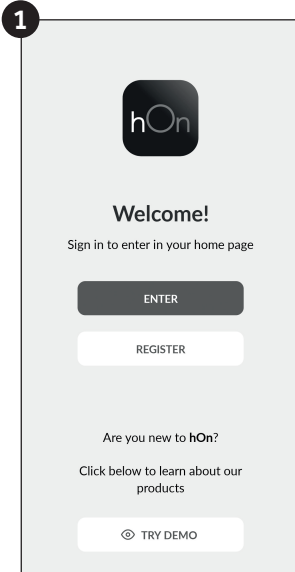 1
hOn
Welcome!
Sign in to enter in your home page
ENTER
REGISTER
Are you new to hOn?
Click below to learn about our
products
TRY DEMO